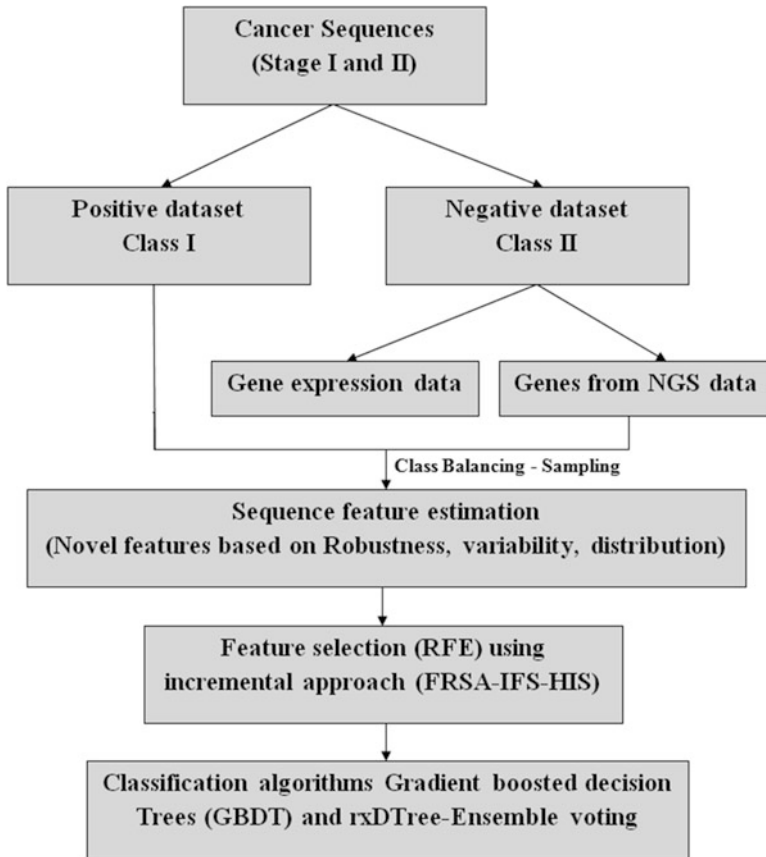 Cancer Sequences
(Stage I and II)
Positive dataset
Class I
Negative dataset
Class II
Gene expression data
Genes from NGS data
Class Balancing - Sampling
Sequence feature estimation
(Novel features based on Robustness, variability, distribution)
Feature selection (RFE) using
incremental approach (FRSA-IFS-HIS)
Classification algorithms Gradient boosted decision
Trees (GBDT) and rxDTree-Ensemble voting